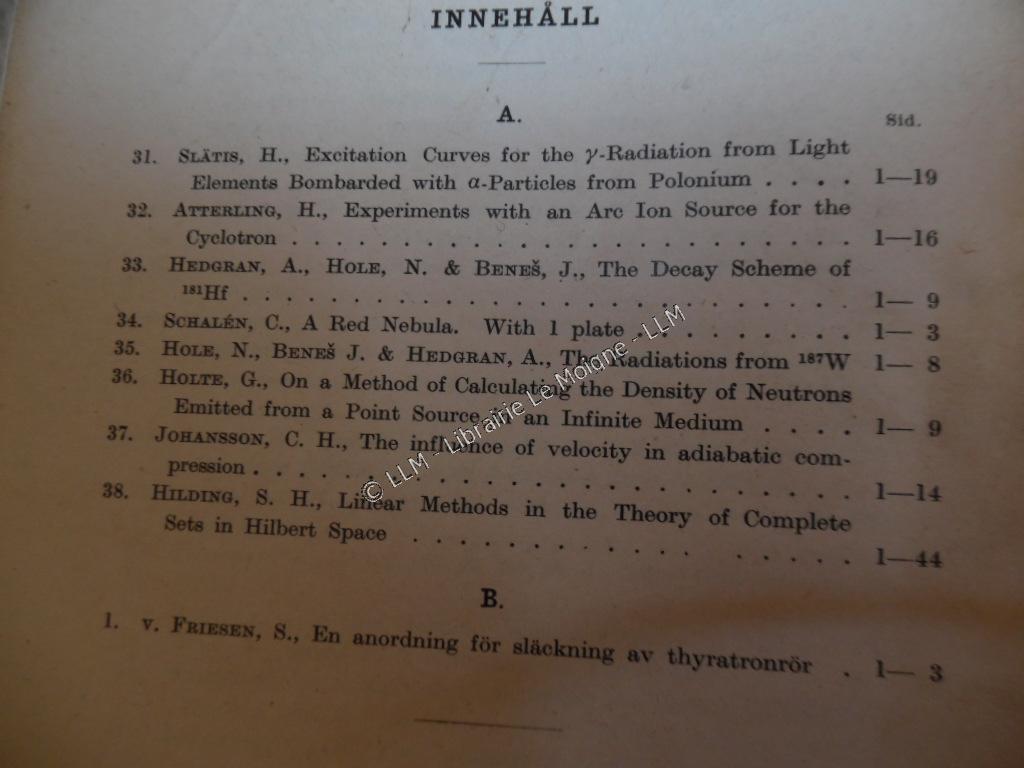 INNEHÅLL
A.
Sid.
31. SLÄTIS, H., Excitation Curves for the γ-Radiation from Light
Elements Bombarded with α-Particles from Polonium . . . . 1—19
32. ATTERLING, H., Experiments with an Arc Ion Source for the
Cyclotron . . . . . . . . . . . . . . . . . . . . . . . 1—16
33. HEDGRAN, A., HOLE, N. & BENEŠ, J., The Decay Scheme of
¹⁸¹Hf . . . . . . . . . . . . . . . . . . . . . . . . . 1— 9
34. SCHALÉN, C., A Red Nebula. With 1 plate . . . . . . . . 1— 3
35. HOLE, N., BENEŠ J. & HEDGRAN, A., The Radiations from ¹⁸⁷W 1— 8
36. HOLTE, G., On a Method of Calculating the Density of Neutrons
Emitted from a Point Source in an Infinite Medium . . . . 1— 9
37. JOHANSSON, C. H., The influence of velocity in adiabatic com-
pression . . . . . . . . . . . . . . . . . . . . . . . 1—14
38. HILDING, S. H., Linear Methods in the Theory of Complete
Sets in Hilbert Space . . . . . . . . . . . . . . . . . 1—44
B.
1. v. FRIESEN, S., En anordning för släckning av thyratronrör . 1— 3
© LLM - Librairie Le Moigne - LLM